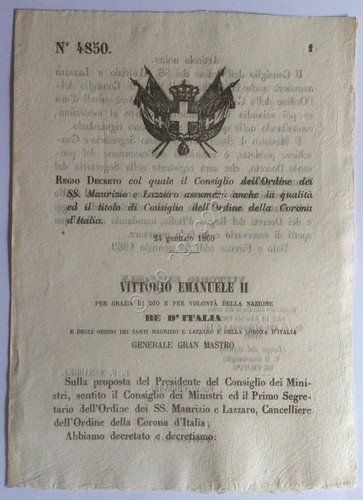 N° 4850.
REGIO DECRETO col quale il Consiglio dell'Ordine dei
SS. Maurizio e Lazzaro assumerà anche la qualità
ed il titolo di Consiglio dell'Ordine della Corona
d'Italia.
24 gennaro 1869
VITTORIO EMANUELE II
PER GRAZIA DI DIO E PER VOLONTÀ DELLA NAZIONE
RE D'ITALIA
E DEGLI ORDINI DEI SANTI MAURIZIO E LAZZARO E DELLA CORONA D'ITALIA
GENERALE GRAN MASTRO
Sulla proposta del Presidente del Consiglio dei Mini-
stri, sentito il Consiglio dei Ministri ed il Primo Segre-
tario dell'Ordine dei SS. Maurizio e Lazzaro, Cancelliere
dell'Ordine della Corona d'Italia;
Abbiamo decretato e decretiamo: